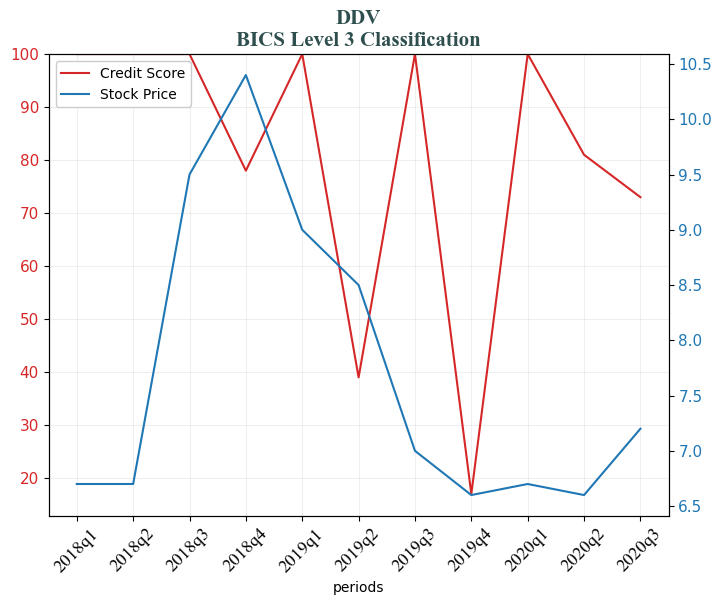 DDV
BICS Level 3 Classification
Credit Score
Stock Price
100
90
80
70
60
50
40
30
20
10.5
10.0
9.5
9.0
8.5
8.0
7.5
7.0
6.5
2018q1
2018q2
2018q3
2018q4
2019q1
2019q2
2019q3
2019q4
2020q1
2020q2
2020q3
periods